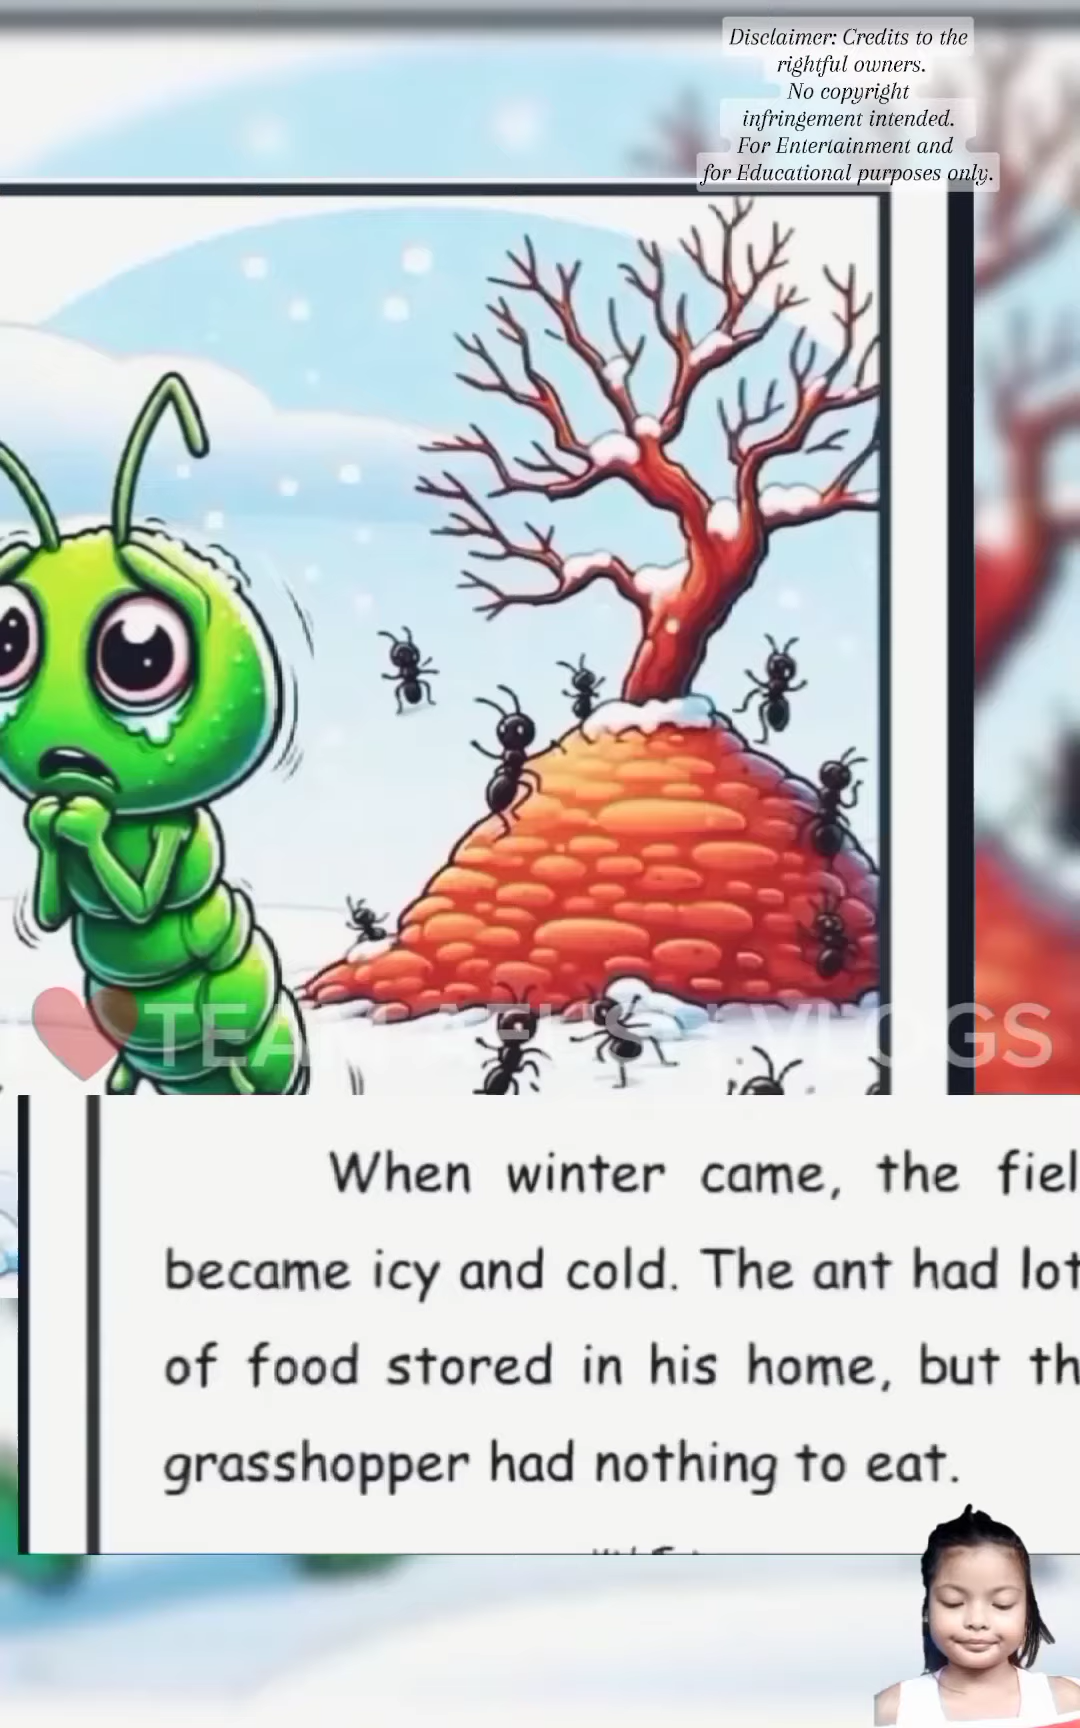 Disclaimer: Credits to the
rightful owners.
No copyright
infringement intended.
For Entertainment and
for Educational purposes only.
When winter came, the fiel
became icy and cold. The ant had lot
of food stored in his home, but th
grasshopper had nothing to eat.